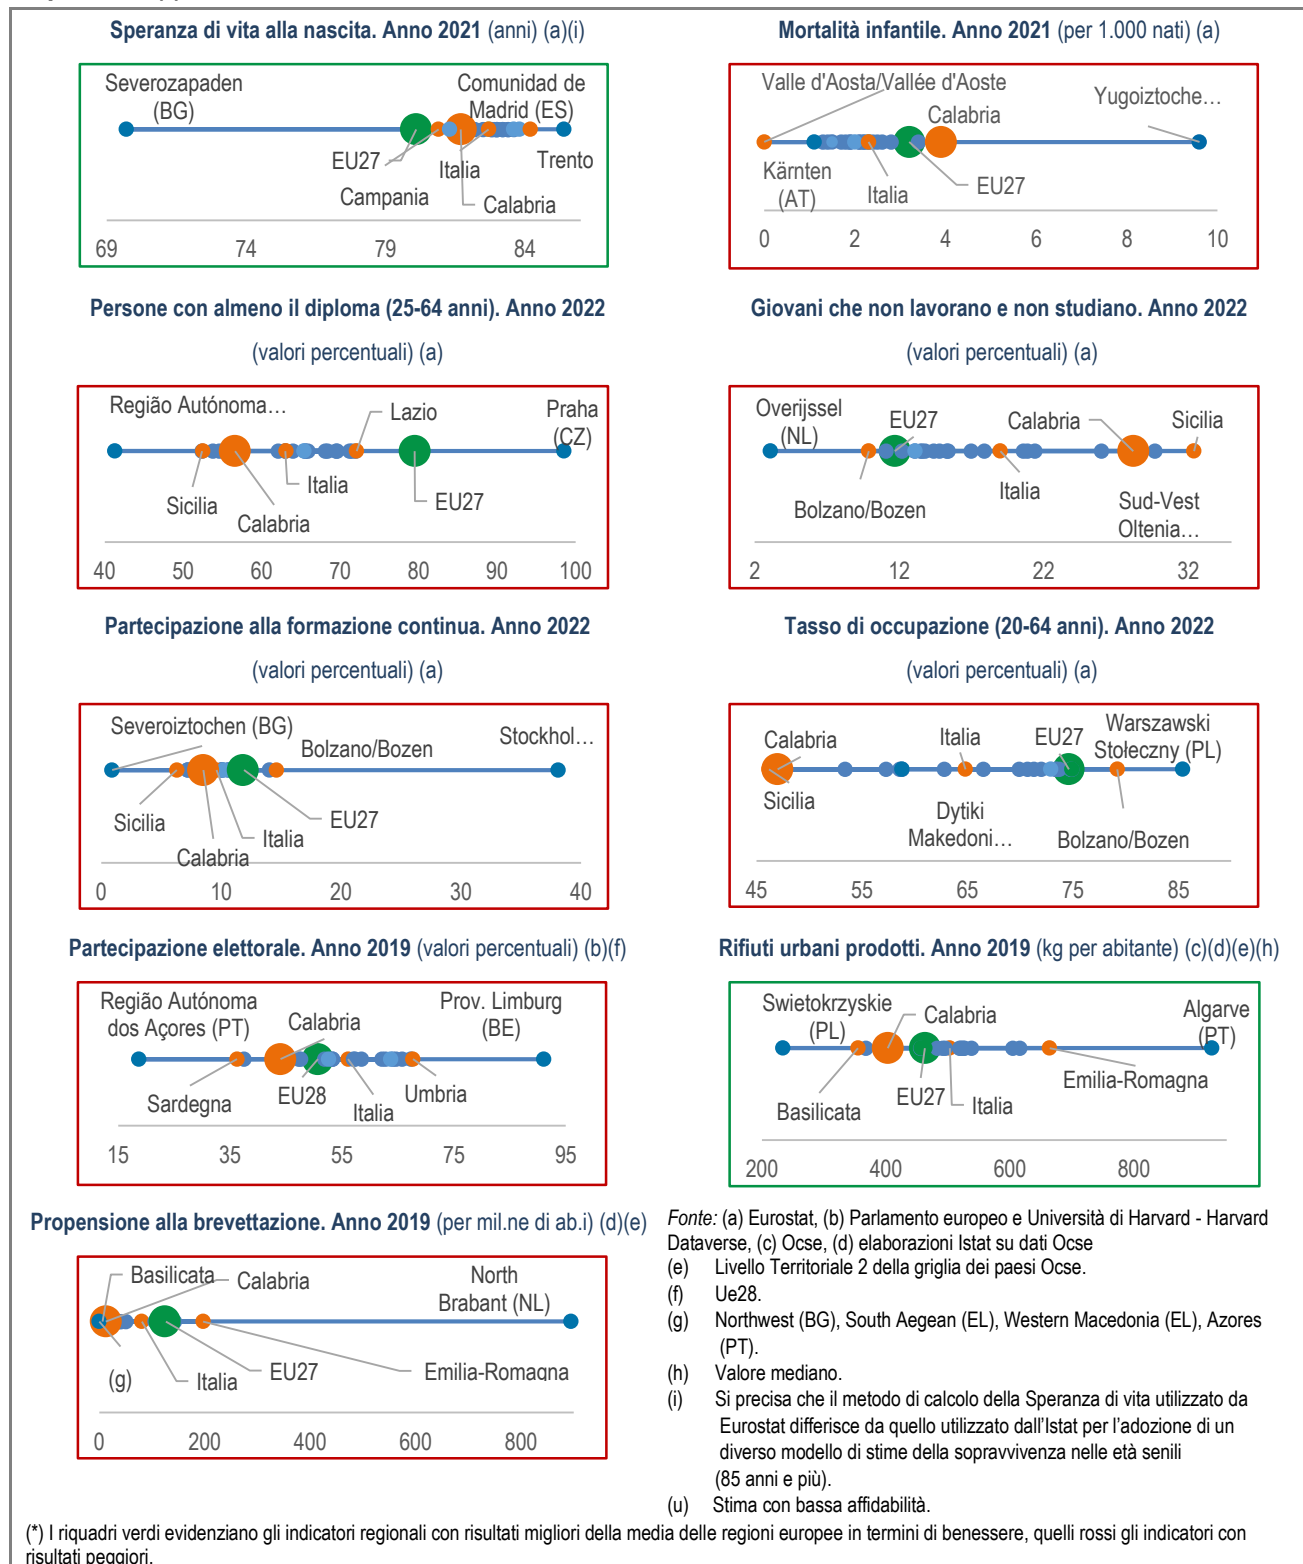 Speranza di vita alla nascita. Anno 2021 (anni) (a)(i)
Severozapaden
(BG)
Comunidad de
Madrid (ES)
EU27
Italia
Trento
Campania
Calabria
69 74 79 84
Mortalità infantile. Anno 2021 (per 1.000 nati) (a)
Valle d'Aosta/Vallée d'Aoste
Yugoiztoche…
Calabria
Kärnten
(AT)
Italia
EU27
0 2 4 6 8 10
Persone con almeno il diploma (25-64 anni). Anno 2022
(valori percentuali) (a)
Região Autónoma…
Lazio
Praha
(CZ)
Sicilia
Italia
Calabria
EU27
40 50 60 70 80 90 100
Giovani che non lavorano e non studiano. Anno 2022
(valori percentuali) (a)
Overijssel
(NL)
EU27
Calabria
Sicilia
Bolzano/Bozen
Italia
Sud-Vest
Oltenia…
2 12 22 32
Partecipazione alla formazione continua. Anno 2022
(valori percentuali) (a)
Severoiztochen (BG)
Bolzano/Bozen
Stockhol…
Sicilia
EU27
Italia
Calabria
0 10 20 30 40
Tasso di occupazione (20-64 anni). Anno 2022
(valori percentuali) (a)
Calabria
Italia
EU27
Warszawski
Stołeczny (PL)
Sicilia
Dytiki
Makedoni…
Bolzano/Bozen
45 55 65 75 85
Partecipazione elettorale. Anno 2019 (valori percentuali) (b)(f)
Região Autónoma
dos Açores (PT)
Calabria
Prov. Limburg
(BE)
Sardegna
EU28
Italia
Umbria
15 35 55 75 95
Rifiuti urbani prodotti. Anno 2019 (kg per abitante) (c)(d)(e)(h)
Swietokrzyskie
(PL)
Calabria
Algarve
(PT)
Basilicata
EU27
Italia
Emilia-Romagna
200 400 600 800
Propensione alla brevettazione. Anno 2019 (per mil.ne di ab.i) (d)(e)
Basilicata
Calabria
North
Brabant (NL)
(g)
Italia
EU27
Emilia-Romagna
0 200 400 600 800
Fonte: (a) Eurostat, (b) Parlamento europeo e Università di Harvard - Harvard
Dataverse, (c) Ocse, (d) elaborazioni Istat su dati Ocse
(e) Livello Territoriale 2 della griglia dei paesi Ocse.
(f) Ue28.
(g) Northwest (BG), South Aegean (EL), Western Macedonia (EL), Azores
(PT).
(h) Valore mediano.
(i) Si precisa che il metodo di calcolo della Speranza di vita utilizzato da
Eurostat differisce da quello utilizzato dall'Istat per l'adozione di un
diverso modello di stime della sopravvivenza nelle età senili
(85 anni e più).
(u) Stima con bassa affidabilità.
(*) I riquadri verdi evidenziano gli indicatori regionali con risultati migliori della media delle regioni europee in termini di benessere, quelli rossi gli indicatori con
risultati peggiori.